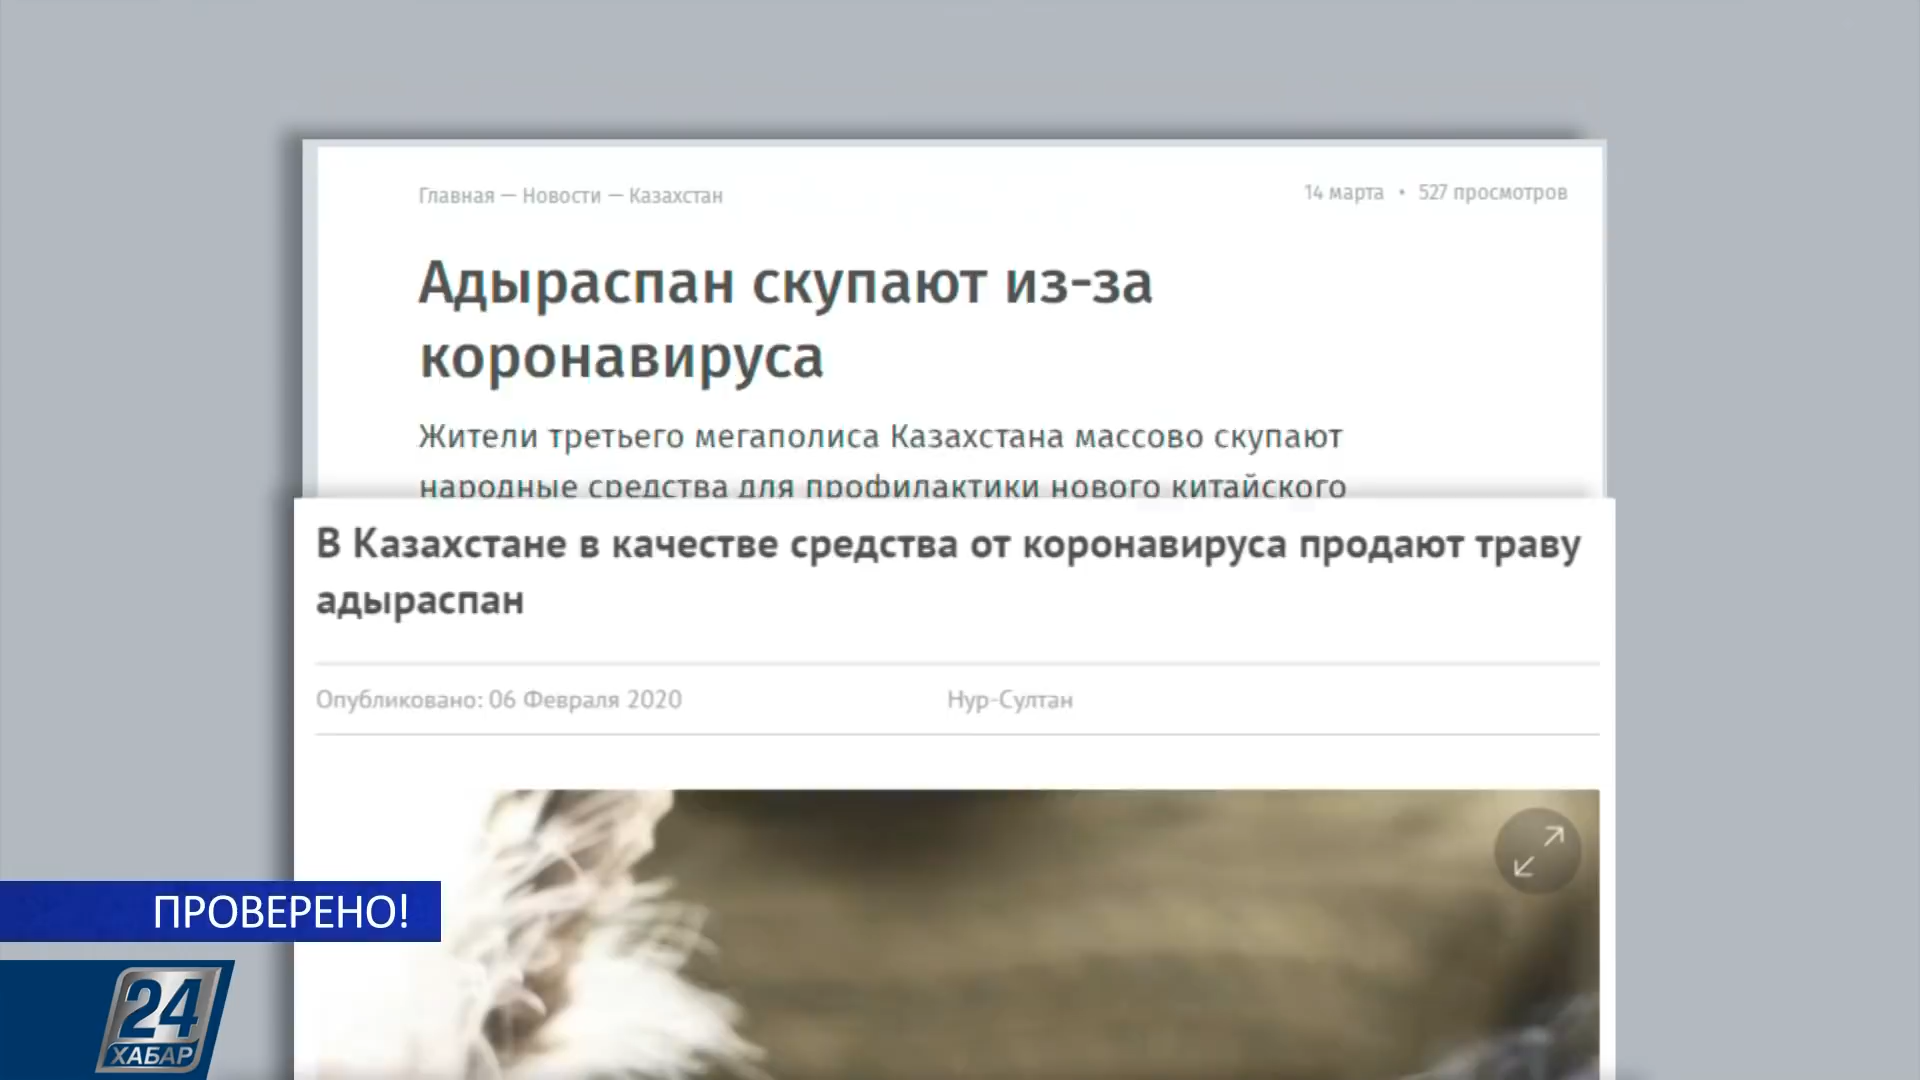 Главная — Новости — Казахстан
14 марта • 527 просмотров
Адыраспан скупают из-за
коронавируса
Жители третьего мегаполиса Казахстана массово скупают
народные средства для профилактики нового китайского
В Казахстане в качестве средства от коронавируса продают траву
адыраспан
Опубликовано: 06 Февраля 2020
Нур-Султан
ПРОВЕРЕНО!
24
ХАБАР